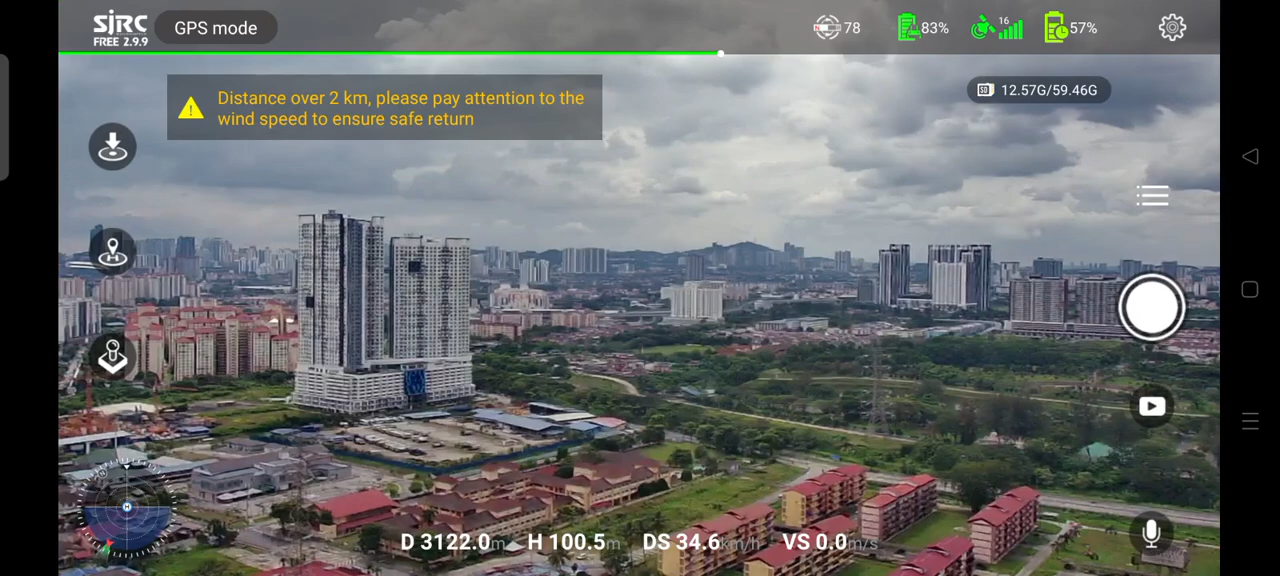 SJRC
FREE 2.9.9
GPS mode
78
83%
16
57%
Distance over 2 km, please pay attention to the
wind speed to ensure safe return
SD 12.57G/59.46G
H
D 3122.0m H 100.5m DS 34.6km/h VS 0.0m/s